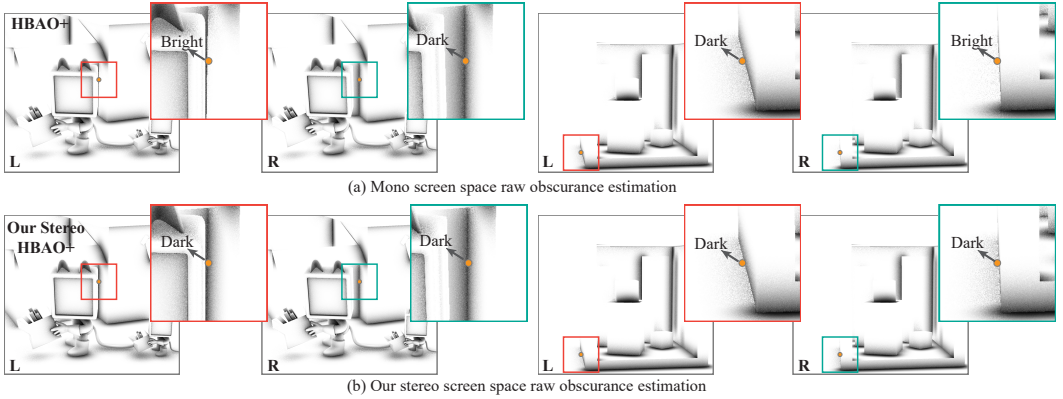 HBAO+
Bright
Dark
Dark
Bright
L
R
L
R
(a) Mono screen space raw obscurance estimation
Our Stereo
HBAO+
Dark
Dark
Dark
Dark
L
R
L
R
(b) Our stereo screen space raw obscurance estimation